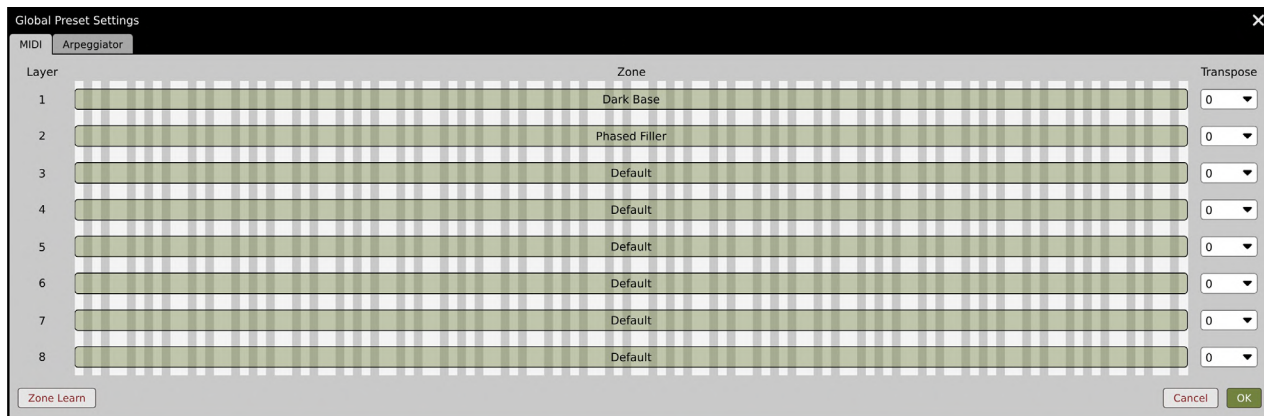 Global Preset Settings
MIDI Arpeggiator
Layer Zone Transpose
1 Dark Base 0
2 Phased Filler 0
3 Default 0
4 Default 0
5 Default 0
6 Default 0
7 Default 0
8 Default 0
Zone Learn Cancel OK